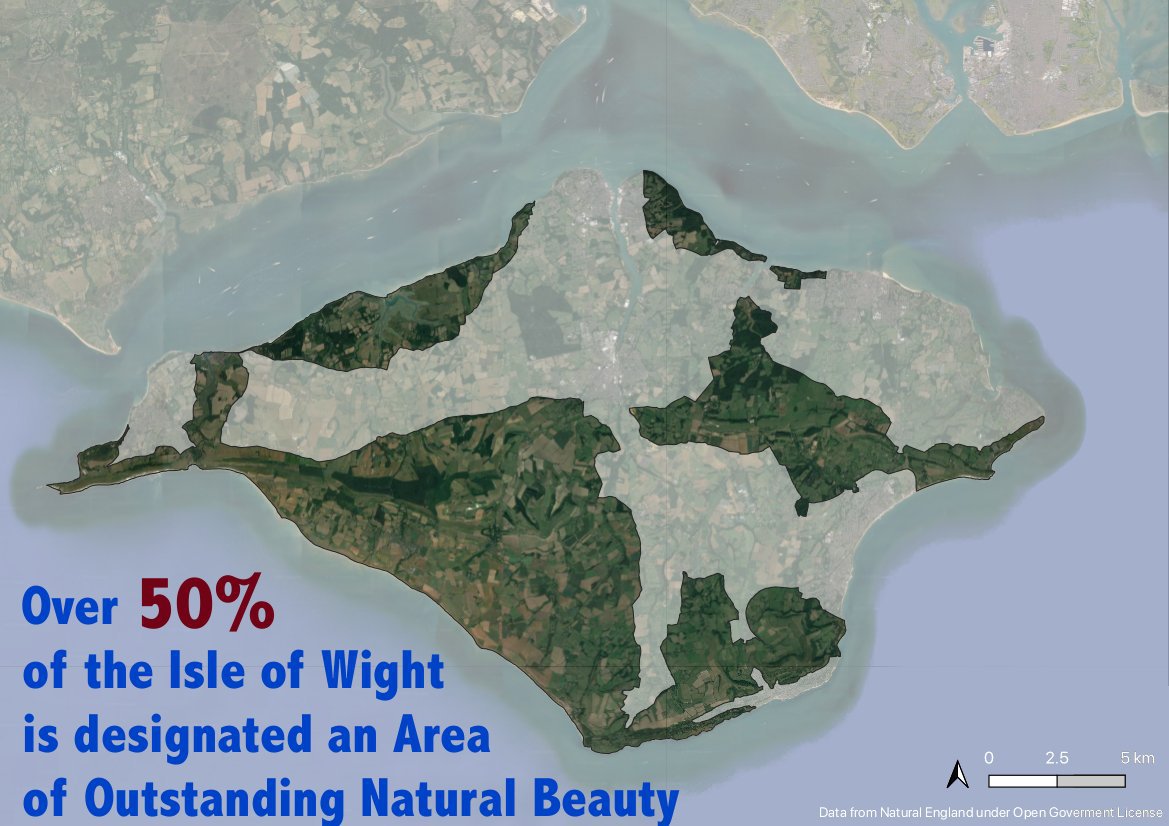 Over 50%
of the Isle of Wight
is designated an Area
of Outstanding Natural Beauty
0 2.5 5 km
Data from Natural England under Open Goverment License